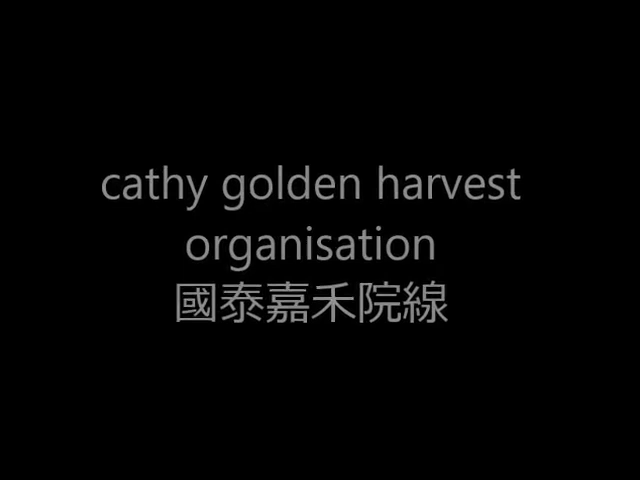 cathy golden harvest
organisation
國泰嘉禾院線